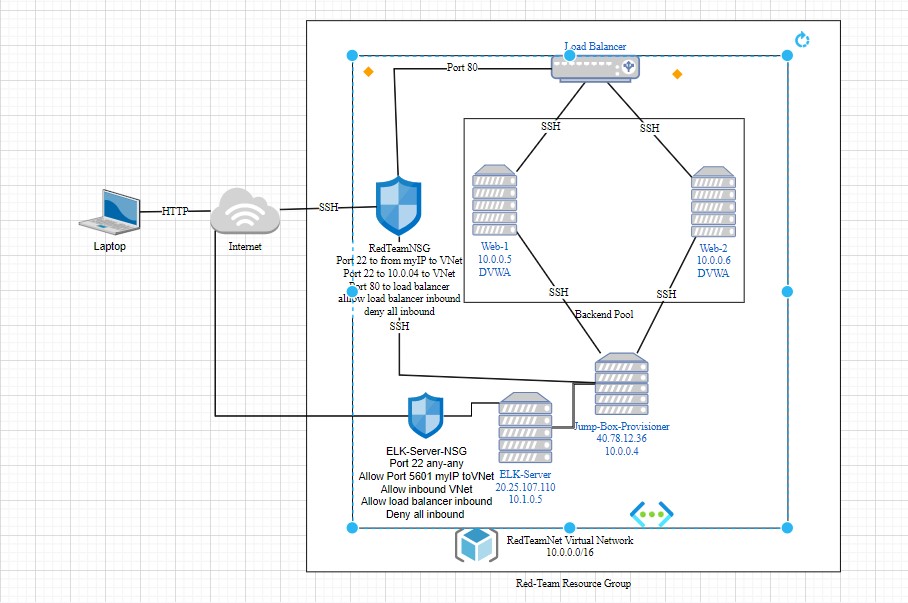 Load Balancer
Port 80
SSH
SSH
HTTP
SSH
Laptop
Internet
RedTeamNSG
Port 22 to from myIP to VNet
Port 22 to 10.0.04 to VNet
Port 80 to load balancer
allow load balancer inbound
deny all inbound
SSH
Web-1
10.0.0.5
DVWA
Web-2
10.0.0.6
DVWA
SSH
SSH
Backend Pool
Jump-Box-Provisioner
40.78.12.36
10.0.0.4
ELK-Server-NSG
Port 22 any-any
Allow Port 5601 myIP toVNet
Allow inbound VNet
Allow load balancer inbound
Deny all inbound
ELK-Server
20.25.107.110
10.1.0.5
RedTeamNet Virtual Network
10.0.0.0/16
Red-Team Resource Group